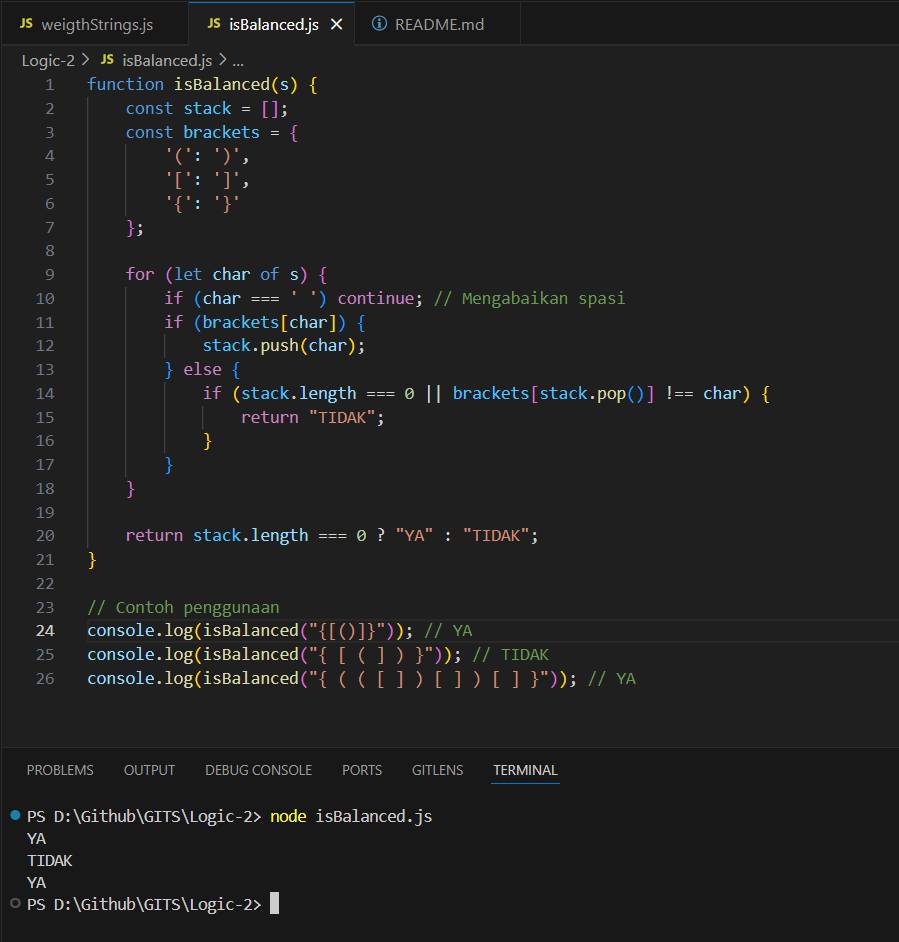 JS weigthStrings.js JS isBalanced.js × README.md
Logic-2 > JS isBalanced.js > ...
1 function isBalanced(s) {
2     const stack = [];
3     const brackets = {
4         '(': ')',
5         '[': ']',
6         '{': '}'
7     };
8
9     for (let char of s) {
10         if (char === ' ') continue; // Mengabaikan spasi
11         if (brackets[char]) {
12             stack.push(char);
13         } else {
14             if (stack.length === 0 || brackets[stack.pop()] !== char) {
15                 return "TIDAK";
16             }
17         }
18     }
19
20     return stack.length === 0 ? "YA" : "TIDAK";
21 }
22
23 // Contoh penggunaan
24 console.log(isBalanced("{[()]}")); // YA
25 console.log(isBalanced("{ [ ( ] ) }")); // TIDAK
26 console.log(isBalanced("{ ( ( [ ] ) [ ] ) [ ] }")); // YA
PROBLEMS OUTPUT DEBUG CONSOLE PORTS GITLENS TERMINAL
PS D:\Github\GITS\Logic-2> node isBalanced.js
YA
TIDAK
YA
PS D:\Github\GITS\Logic-2>